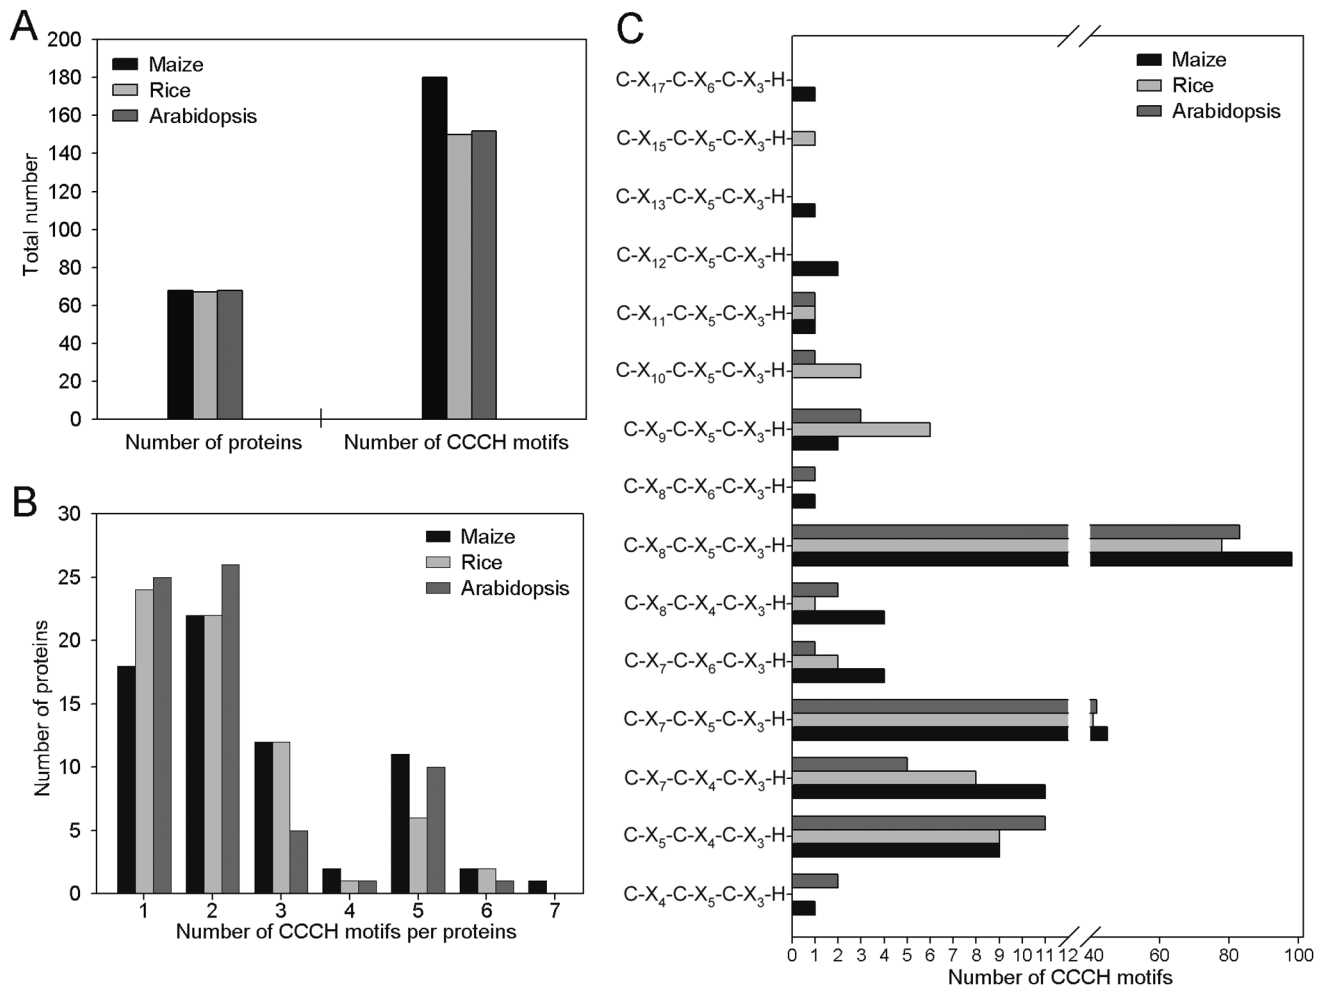 A
200
180
160
140
120
100
80
60
40
20
0
Total number
Maize
Rice
Arabidopsis
Number of proteins
Number of CCCH motifs
B
30
25
20
15
10
5
0
Number of proteins
Maize
Rice
Arabidopsis
1 2 3 4 5 6 7
Number of CCCH motifs per proteins
C
Maize
Rice
Arabidopsis
C-X17-C-X6-C-X3-H
C-X15-C-X5-C-X3-H
C-X13-C-X5-C-X3-H
C-X12-C-X5-C-X3-H
C-X11-C-X5-C-X3-H
C-X10-C-X5-C-X3-H
C-X9-C-X5-C-X3-H
C-X8-C-X6-C-X3-H
C-X8-C-X5-C-X3-H
C-X8-C-X4-C-X3-H
C-X7-C-X6-C-X3-H
C-X7-C-X5-C-X3-H
C-X7-C-X4-C-X3-H
C-X5-C-X4-C-X3-H
C-X4-C-X5-C-X3-H
0 1 2 3 4 5 6 7 8 9 10 11 12 40 60 80 100
Number of CCCH motifs